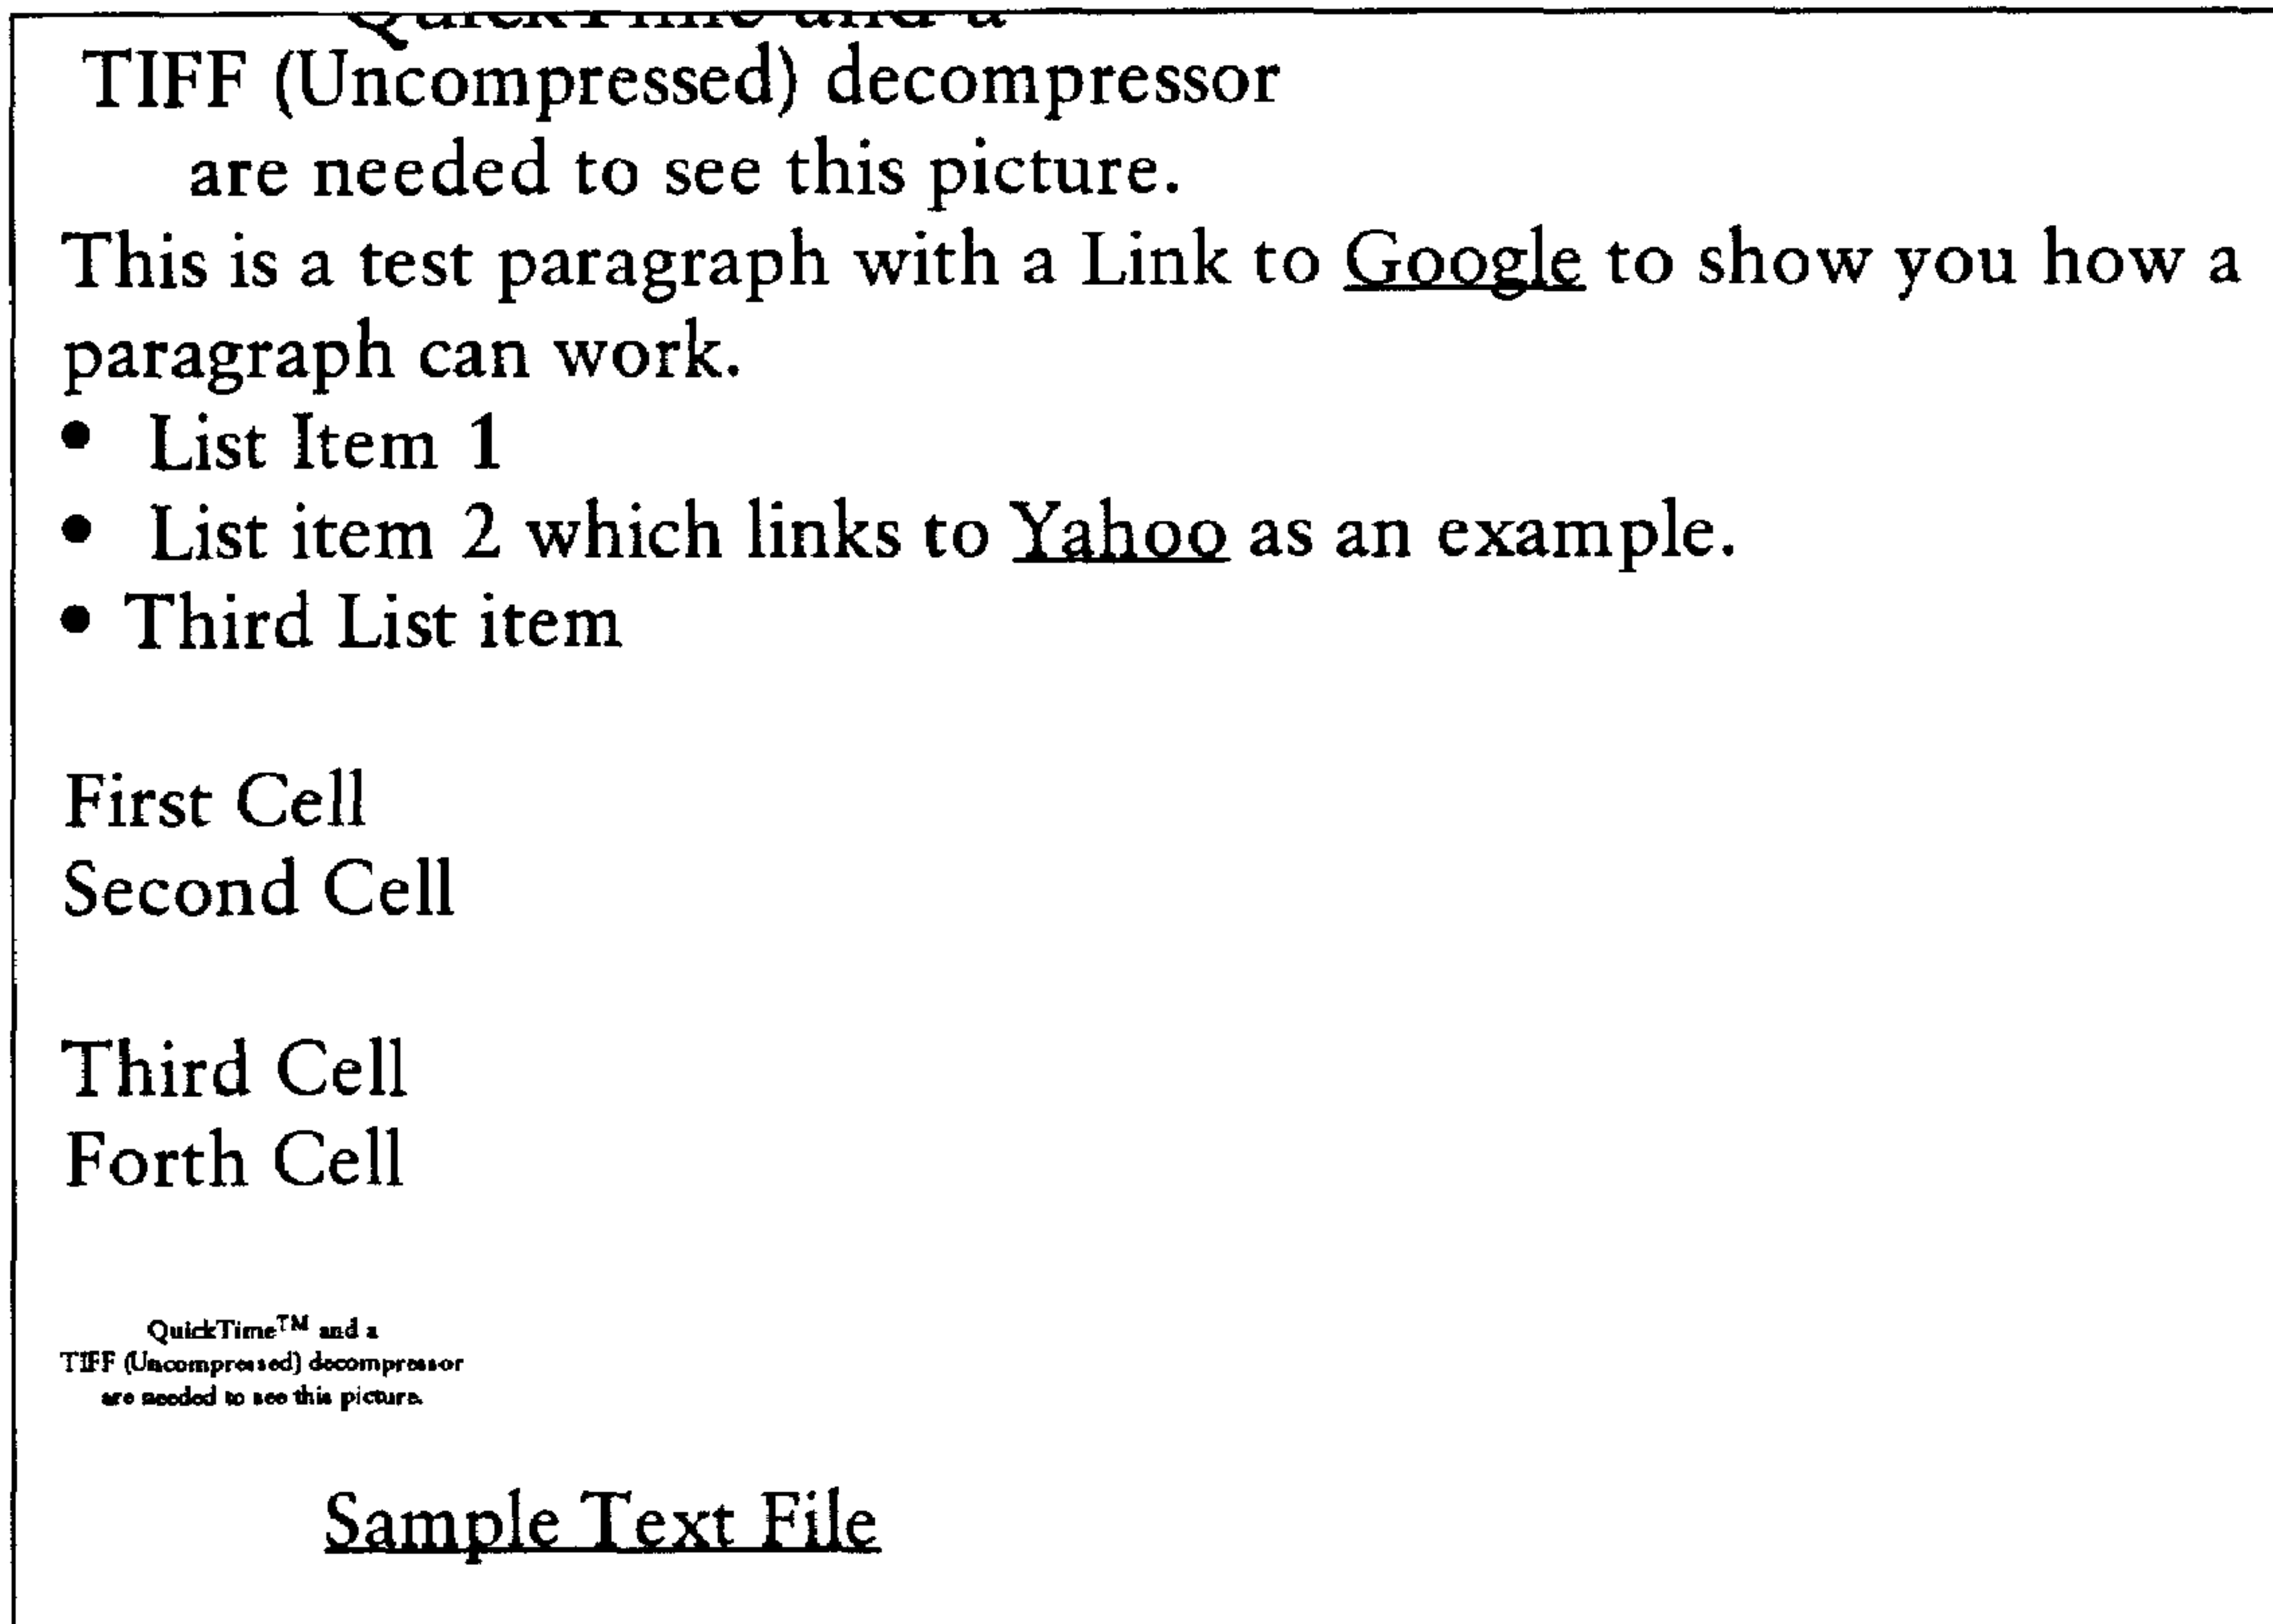 QuickTime and a
TIFF (Uncompressed) decompressor
are needed to see this picture.
This is a test paragraph with a Link to Google to show you how a
paragraph can work.
• List Item 1
• List item 2 which links to Yahoo as an example.
• Third List item
First Cell
Second Cell
Third Cell
Forth Cell
QuickTime™ and a
TIFF (Uncompressed) decompressor
are needed to see this picture.
Sample Text File